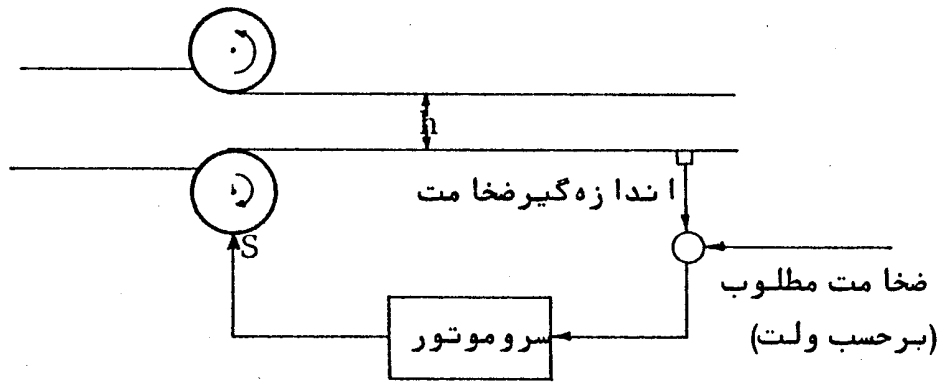 h
اندازه‌گیر ضخامت
S
ضخامت مطلوب
(برحسب ولت)
سروموتور